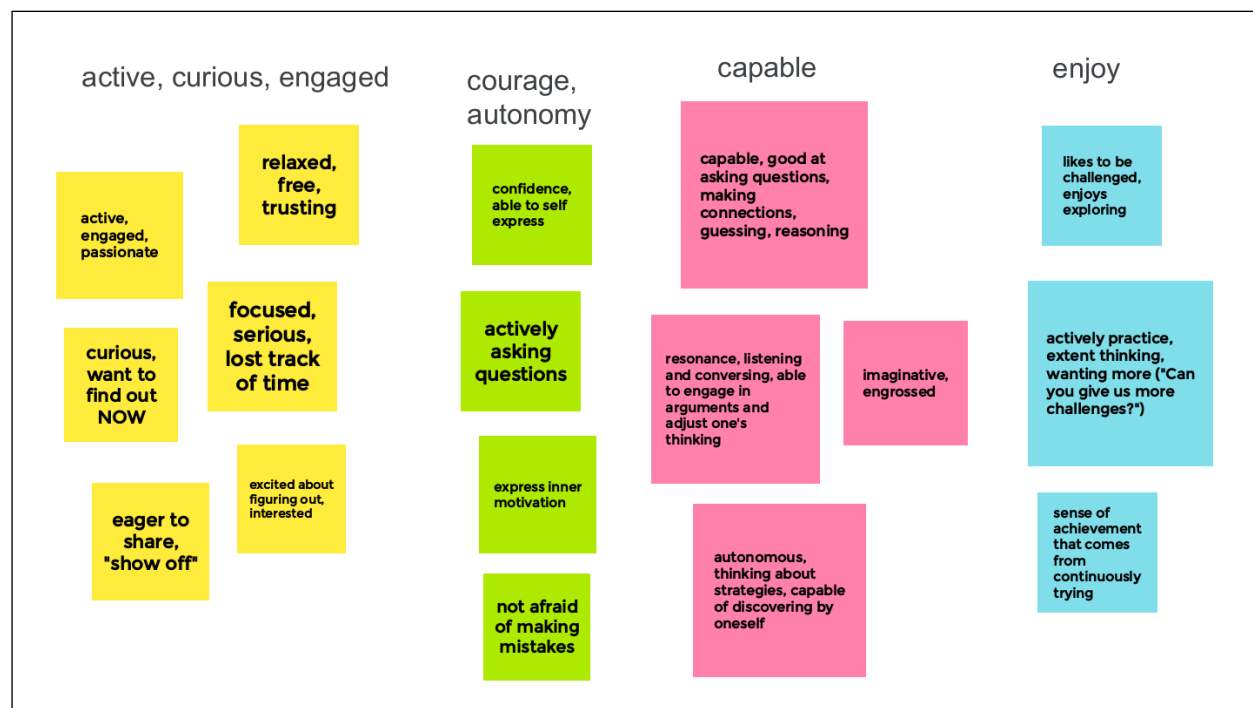 active, curious, engaged
relaxed,
free,
trusting
active,
engaged,
passionate
focused,
serious,
lost track
of time
curious,
want to
find out
NOW
excited about
figuring out,
interested
eager to
share,
"show off"
courage,
autonomy
confidence,
able to self
express
actively
asking
questions
express inner
motivation
not afraid
of making
mistakes
capable
capable, good at
asking questions,
making
connections,
guessing, reasoning
resonance, listening
and conversing, able
to engage in
arguments and
adjust one's
thinking
imaginative,
engrossed
autonomous,
thinking about
strategies, capable
of discovering by
oneself
enjoy
likes to be
challenged,
enjoys
exploring
actively practice,
extent thinking,
wanting more ("Can
you give us more
challenges?")
sense of
achievement
that comes
from
continuously
trying